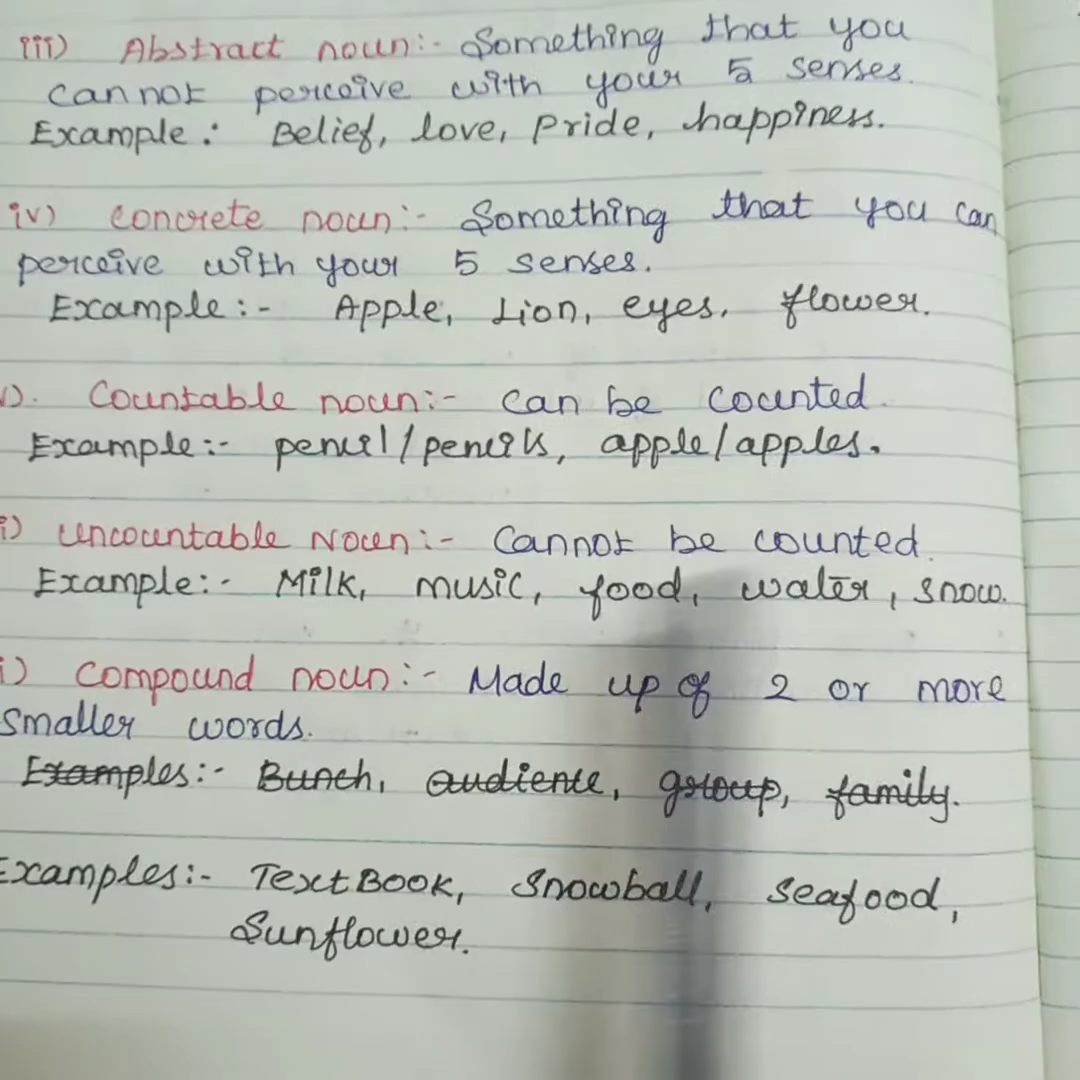 iii) Abstract noun:- Something that you
cannot perceive with your 5 senses.
Example: Belief, love, Pride, happiness.
iv) concrete noun:- Something that you can
perceive with your 5 senses.
Example:- Apple, Lion, eyes, flower.
). Countable noun:- can be counted.
Example:- pencil/pencils, apple/apples.
i) uncountable Noun:- Cannot be counted.
Example:- Milk, music, food, water, snow.
i) Compound noun:- Made up of 2 or more
smaller words.
Examples:- Bunch, audience, group, family.
Examples:- TextBook, Snowball, Seafood,
Sunflower.